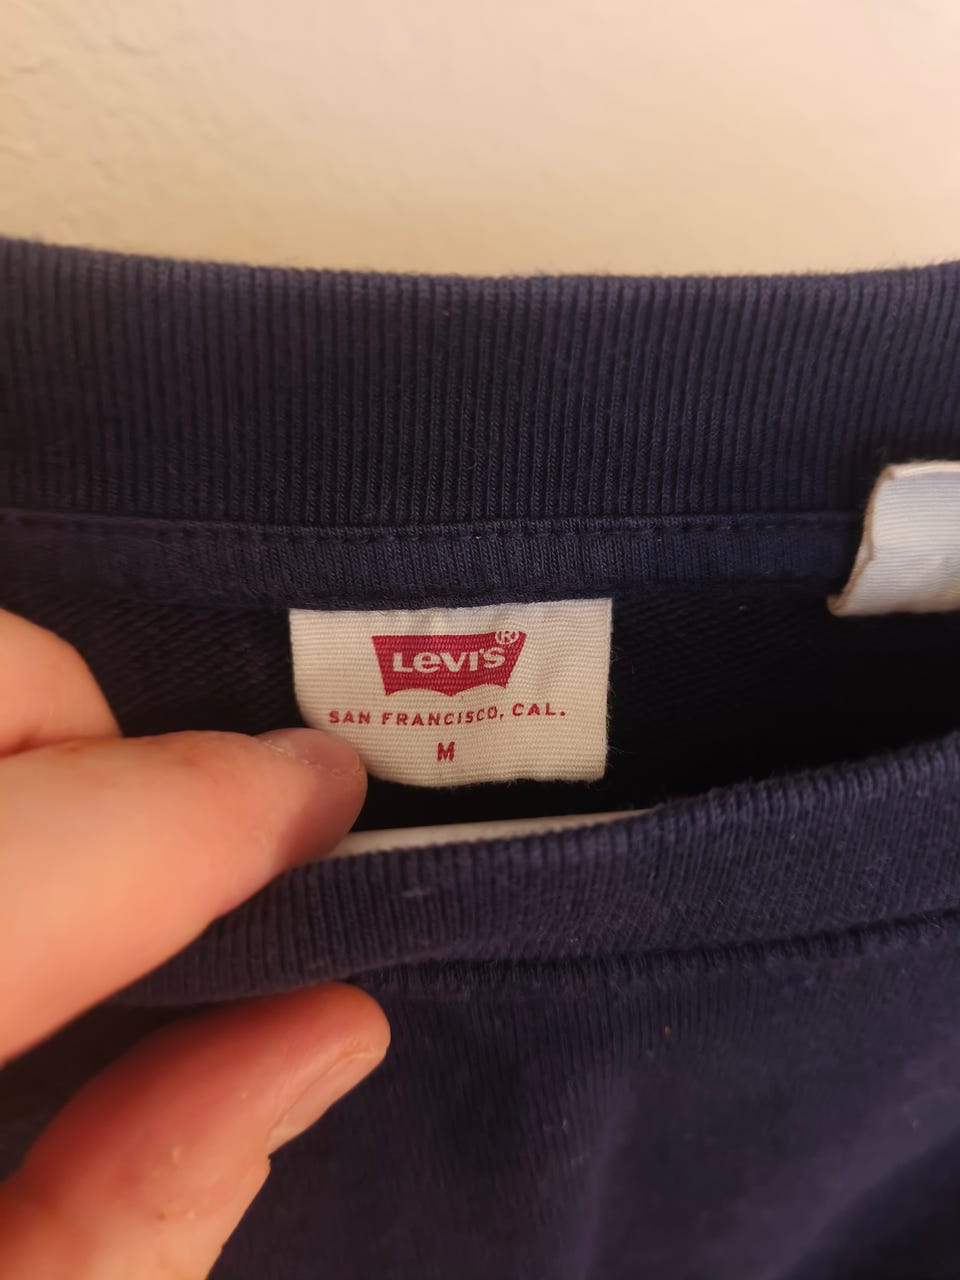 LEVI'S®
SAN FRANCISCO, CAL.
M